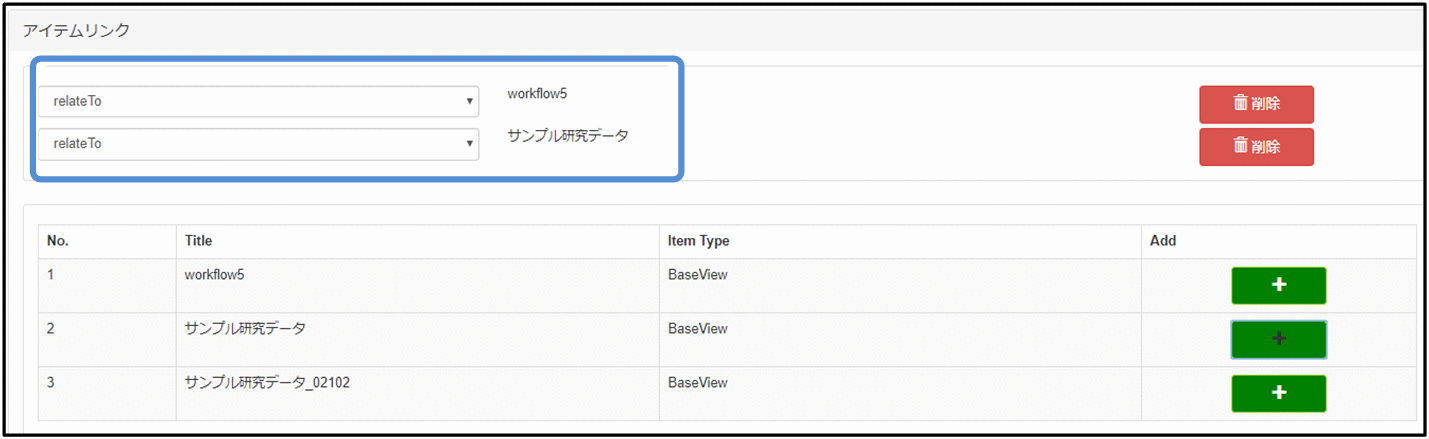 アイテムリンク
relateTo workflow5 削除
relateTo サンプル研究データ 削除
No. Title Item Type Add
1 workflow5 BaseView
2 サンプル研究データ BaseView
3 サンプル研究データ_02102 BaseView